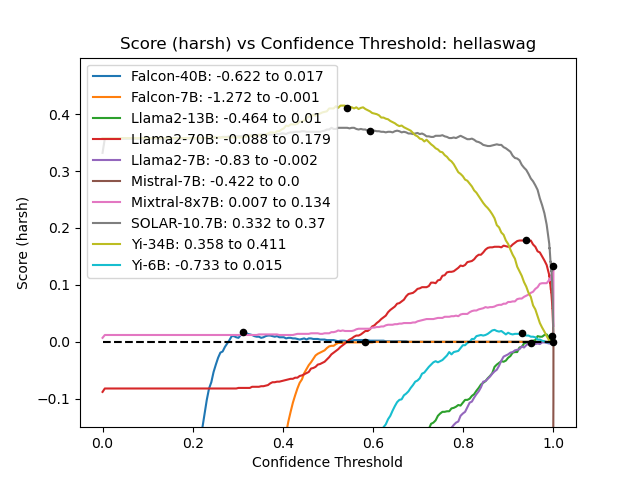 Score (harsh) vs Confidence Threshold: hellaswag
Falcon-40B: -0.622 to 0.017
Falcon-7B: -1.272 to -0.001
Llama2-13B: -0.464 to 0.01
Llama2-70B: -0.088 to 0.179
Llama2-7B: -0.83 to -0.002
Mistral-7B: -0.422 to 0.0
Mixtral-8x7B: 0.007 to 0.134
SOLAR-10.7B: 0.332 to 0.37
Yi-34B: 0.358 to 0.411
Yi-6B: -0.733 to 0.015
Score (harsh)
0.4
0.3
0.2
0.1
0.0
−0.1
0.0 0.2 0.4 0.6 0.8 1.0
Confidence Threshold